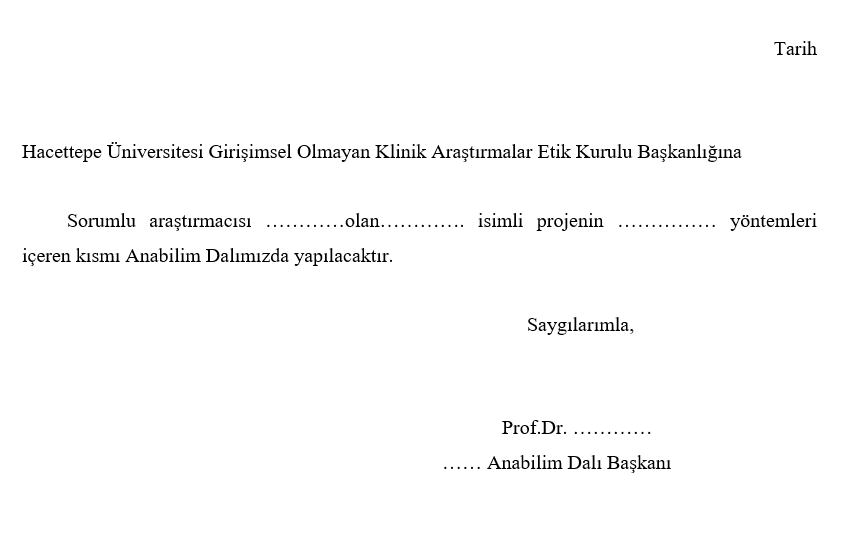 Tarih
Hacettepe Üniversitesi Girişimsel Olmayan Klinik Araştırmalar Etik Kurulu Başkanlığına
Sorumlu araştırmacısı …………olan…………. isimli projenin …………… yöntemleri
içeren kısmı Anabilim Dalımızda yapılacaktır.
Saygılarımla,
Prof.Dr. …………
…… Anabilim Dalı Başkanı